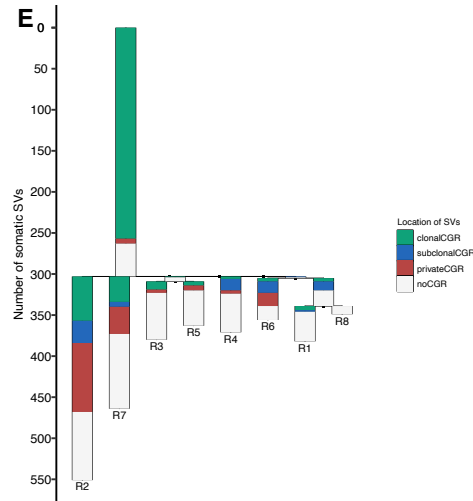 E
0
50
100
150
200
250
300
350
400
450
500
550
Number of somatic SVs
R2
R7
R3
R5
R4
R6
R1
R8
Location of SVs
clonalCGR
subclonalCGR
privateCGR
noCGR